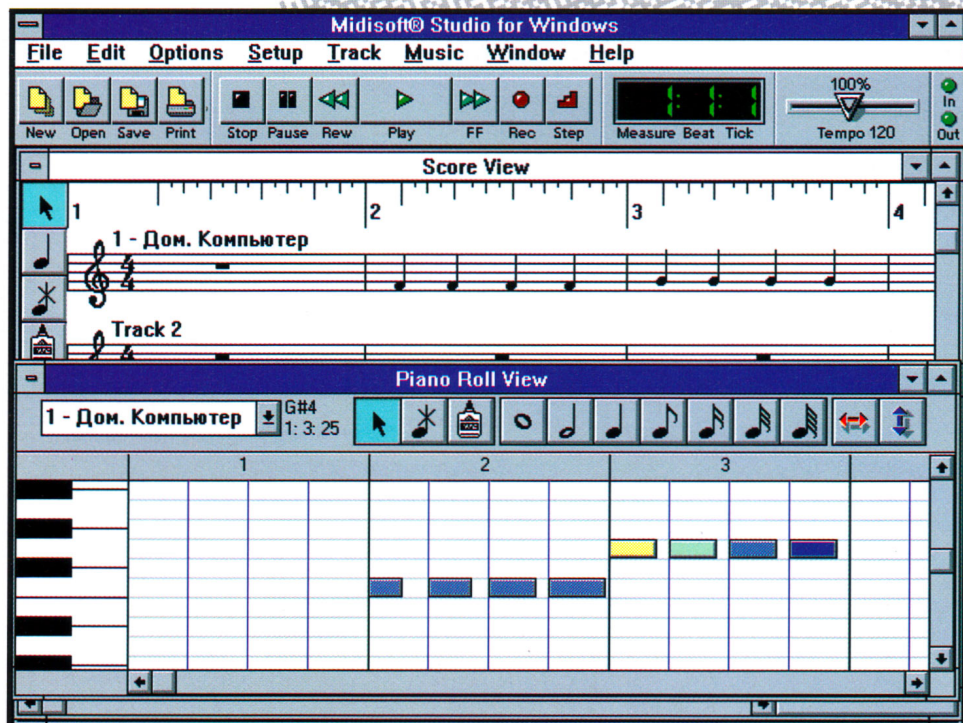 Midisoft® Studio for Windows
File Edit Options Setup Track Music Window Help
New Open Save Print Stop Pause Rew Play FF Rec Step
1: 1: 1
Measure Beat Tick
100%
Tempo 120
In
Out
Score View
1 2 3 4
1 - Дом. Компьютер
4
4
Track 2
4
Piano Roll View
1 - Дом. Компьютер
G#4
1: 3: 25
1 2 3